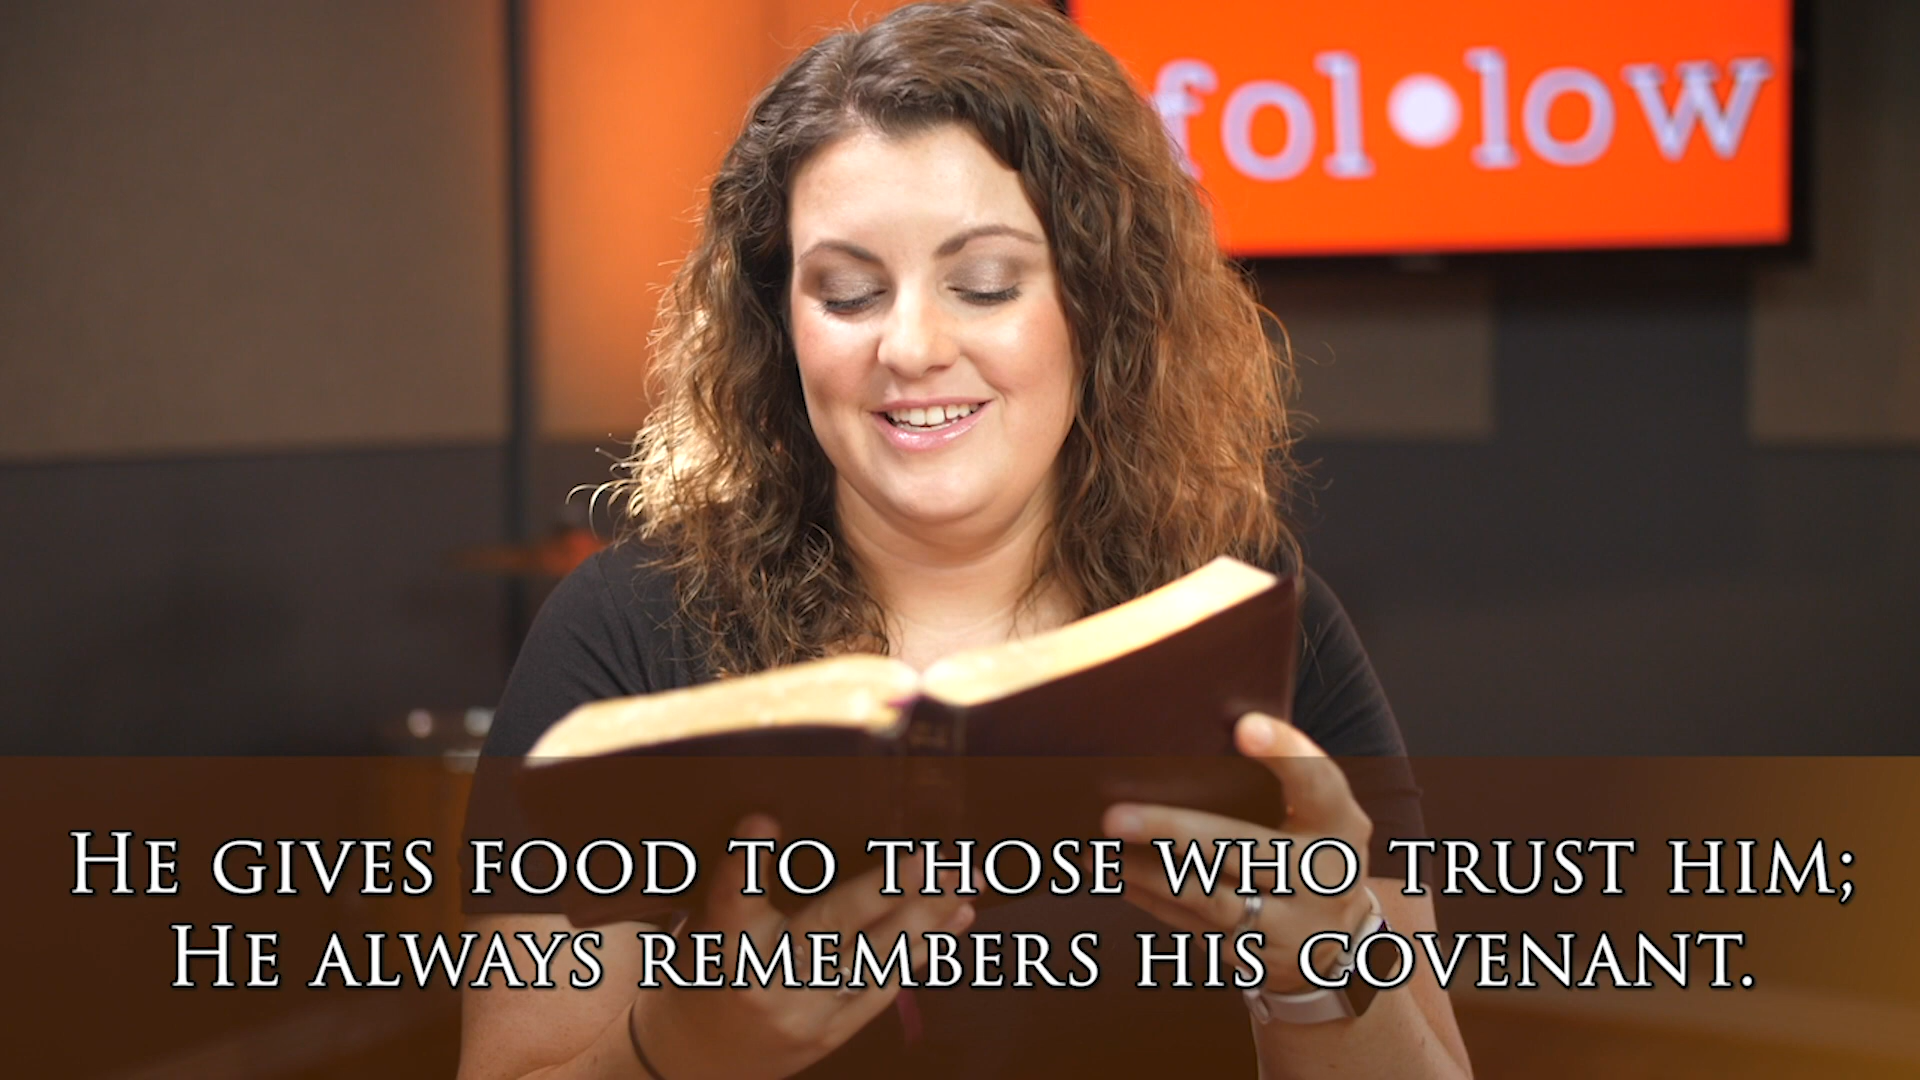 fol•low
He gives food to those who trust him;
He always remembers his covenant.